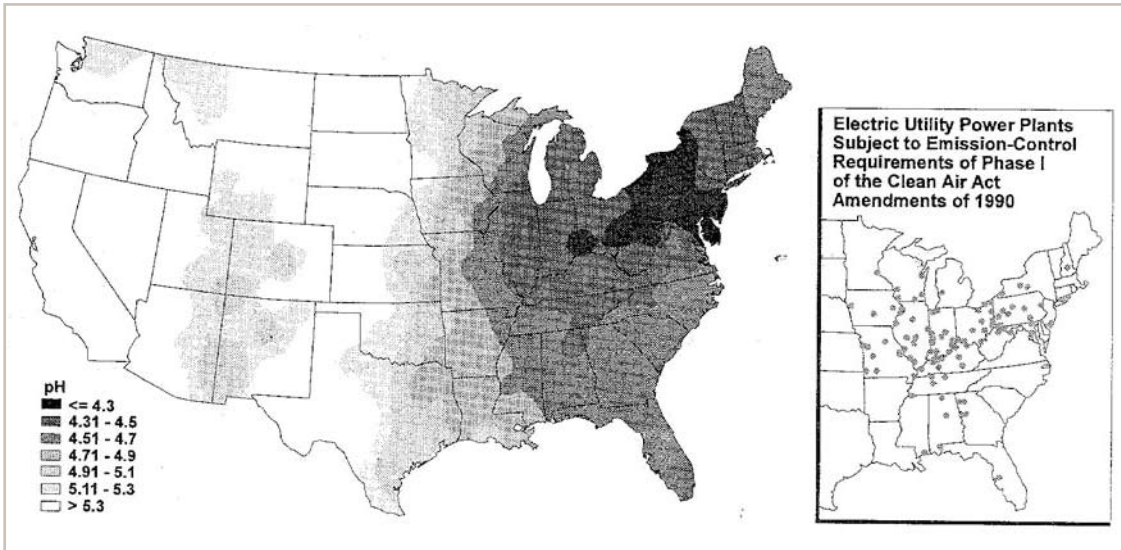 Electric Utility Power Plants
Subject to Emission-Control
Requirements of Phase I
of the Clean Air Act
Amendments of 1990
pH
<= 4.3
4.31 - 4.5
4.51 - 4.7
4.71 - 4.9
4.91 - 5.1
5.11 - 5.3
> 5.3